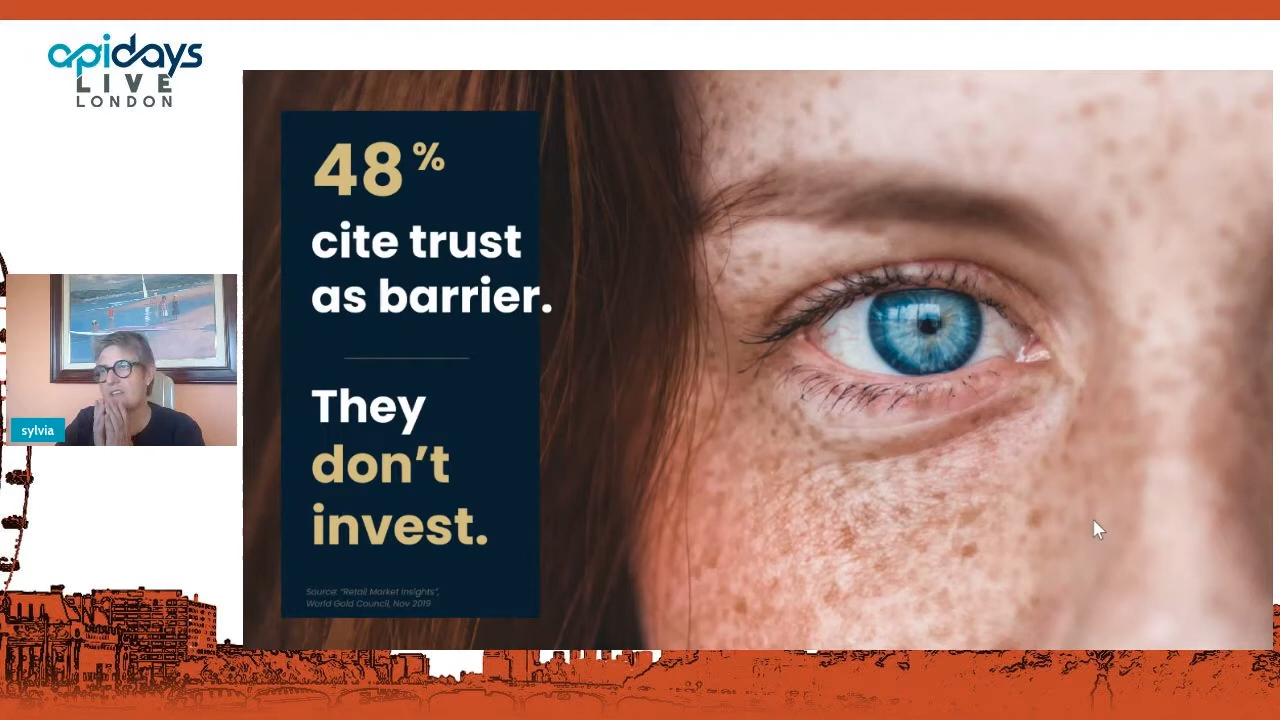 apidays
LIVE
LONDON
48%
cite trust
as barrier.
They
don’t
invest.
Source: “Retail Market Insights”,
World Gold Council, Nov 2019
sylvia